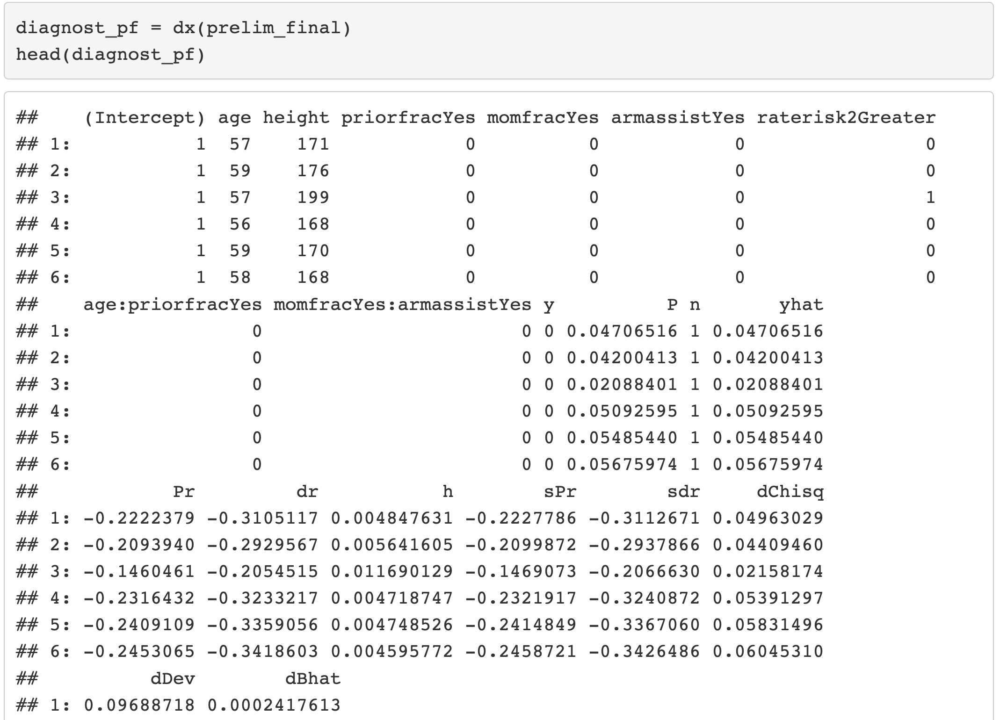 diagnost_pf = dx(prelim_final)
head(diagnost_pf)
##    (Intercept) age height priorfracYes momfracYes armassistYes raterisk2Greater
## 1:           1  57    171            0          0            0                0
## 2:           1  59    176            0          0            0                0
## 3:           1  57    199            0          0            0                1
## 4:           1  56    168            0          0            0                0
## 5:           1  59    170            0          0            0                0
## 6:           1  58    168            0          0            0                0
##    age:priorfracYes momfracYes:armassistYes y          P n       yhat
## 1:                0                       0 0 0.04706516 1 0.04706516
## 2:                0                       0 0 0.04200413 1 0.04200413
## 3:                0                       0 0 0.02088401 1 0.02088401
## 4:                0                       0 0 0.05092595 1 0.05092595
## 5:                0                       0 0 0.05485440 1 0.05485440
## 6:                0                       0 0 0.05675974 1 0.05675974
##            Pr         dr           h        sPr        sdr     dChisq
## 1: -0.2222379 -0.3105117 0.004847631 -0.2227786 -0.3112671 0.04963029
## 2: -0.2093940 -0.2929567 0.005641605 -0.2099872 -0.2937866 0.04409460
## 3: -0.1460461 -0.2054515 0.011690129 -0.1469073 -0.2066630 0.02158174
## 4: -0.2316432 -0.3233217 0.004718747 -0.2321917 -0.3240872 0.05391297
## 5: -0.2409109 -0.3359056 0.004748526 -0.2414849 -0.3367060 0.05831496
## 6: -0.2453065 -0.3418603 0.004595772 -0.2458721 -0.3426486 0.06045310
##          dDev        dBhat
## 1: 0.09688718 0.0002417613